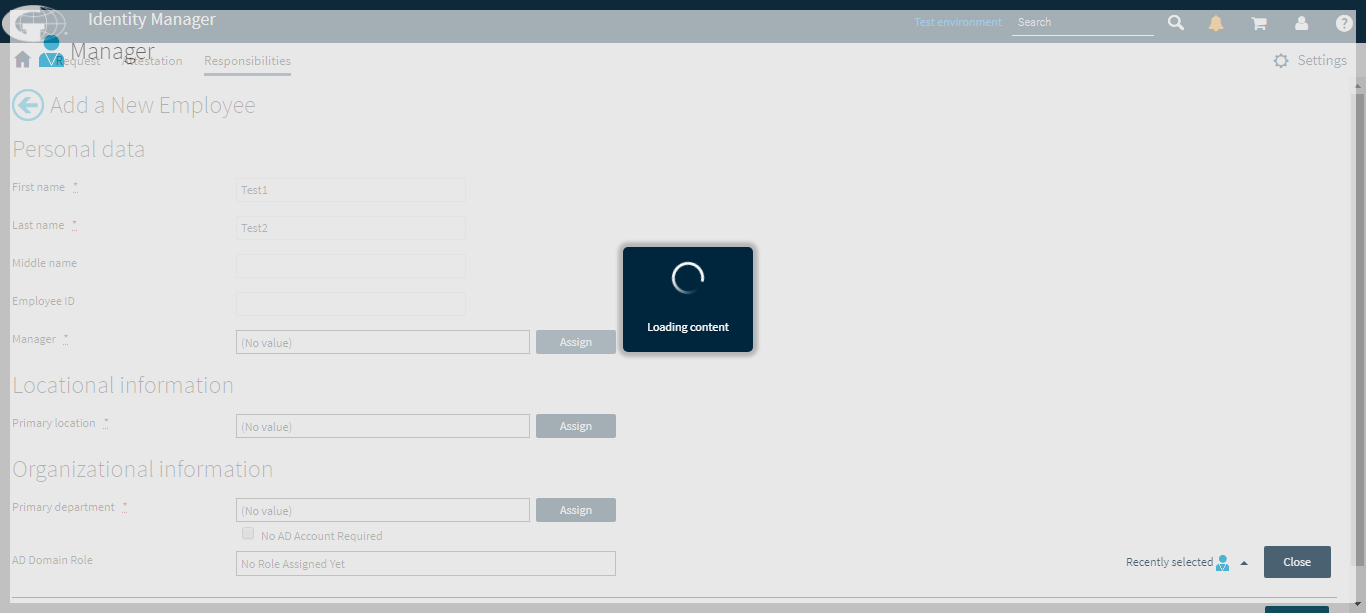 Identity Manager
Test environment
Search
Manager
Request
Attestation
Responsibilities
Settings
Add a New Employee
Personal data
First name * Test1
Last name * Test2
Middle name
Employee ID
Manager * (No value) Assign
Loading content
Locational information
Primary location * (No value) Assign
Organizational information
Primary department * (No value) Assign
No AD Account Required
AD Domain Role No Role Assigned Yet
Recently selected
Close